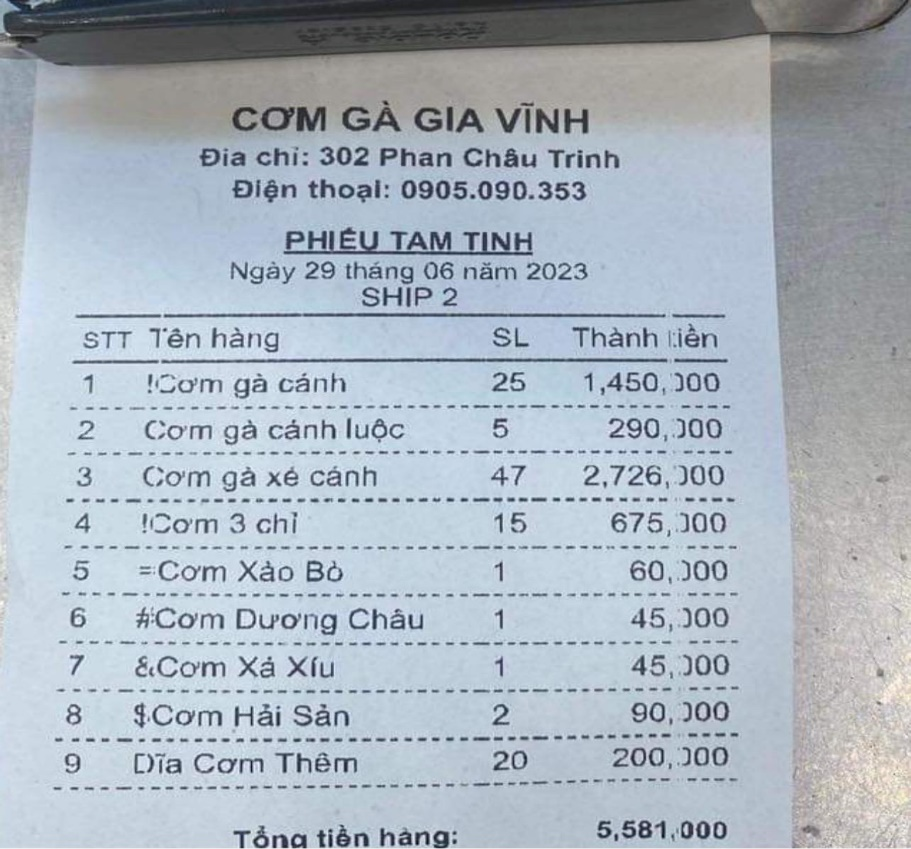 CƠM GÀ GIA VĨNH
Đia chỉ: 302 Phan Châu Trinh
Điện thoại: 0905.090.353
PHIẾU TAM TINH
Ngày 29 tháng 06 năm 2023
SHIP 2
STT Tên hàng SL Thành tiền
1 !Cơm gà cánh 25 1,450,000
2 Cơm gà cánh luộc 5 290,000
3 Cơm gà xé cánh 47 2,726,000
4 !Cơm 3 chỉ 15 675,000
5 =Cơm Xào Bò 1 60,000
6 #Cơm Dương Châu 1 45,000
7 &Cơm Xá Xíu 1 45,000
8 $Cơm Hải Sản 2 90,000
9 Dĩa Cơm Thêm 20 200,000
Tổng tiền hàng: 5,581,000